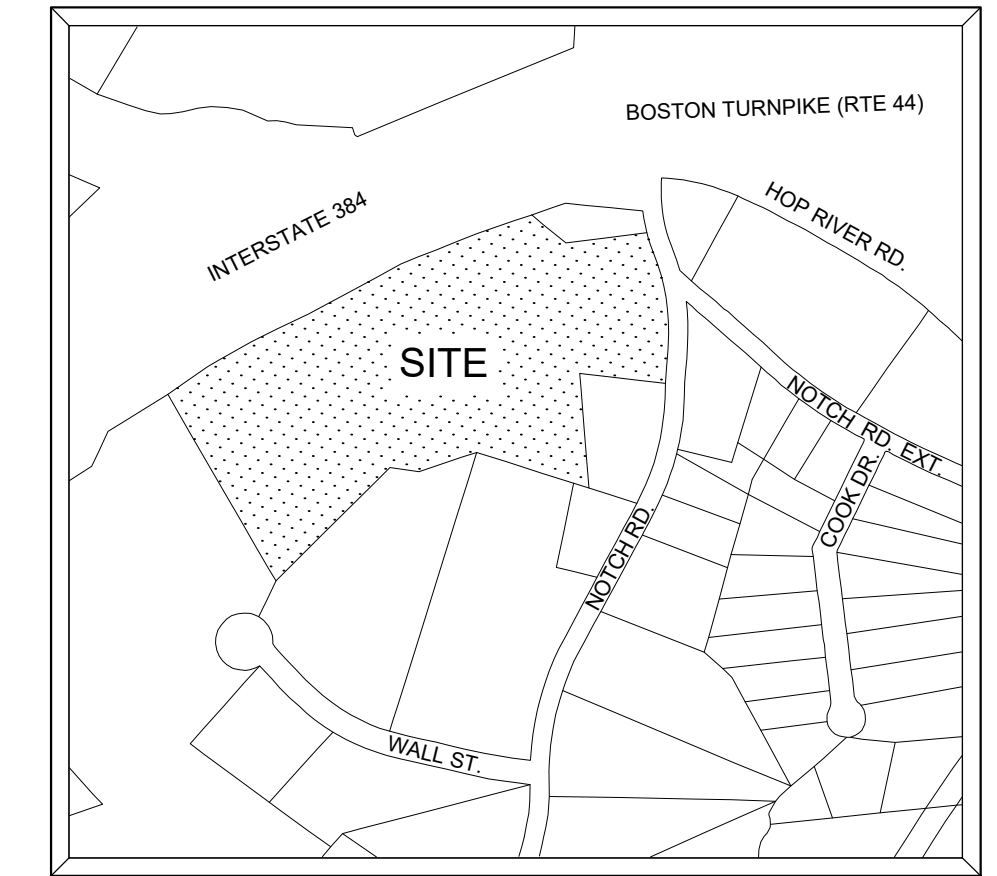 BOSTON TURNPIKE (RTE 44)
HOP RIVER RD.
INTERSTATE 384
SITE
NOTCH RD. EXT.
COOK DR.
NOTCH RD.
WALL ST.